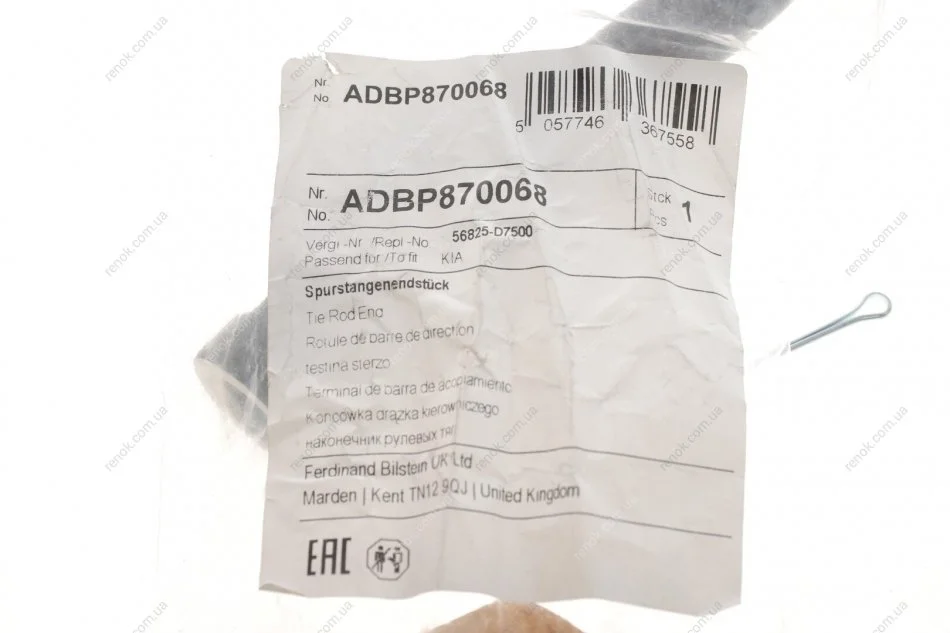 Nr.
No. ADBP870068
5 057746 367558
Nr.
No. ADBP870068
Stck
Pcs 1
Vergl.-Nr./Repl.-No. 56825-D7500
Passend für/To fit KIA
Spurstangenendstück
Tie Rod End
Rotule de barre de direction
testina sterzo
Terminal de barra de acoplamiento
Końcówka drążka kierowniczego
наконечник рулевых тяг
Ferdinand Bilstein UK Ltd
Marden | Kent TN12 9QJ | United Kingdom
EAC
renok.com.ua